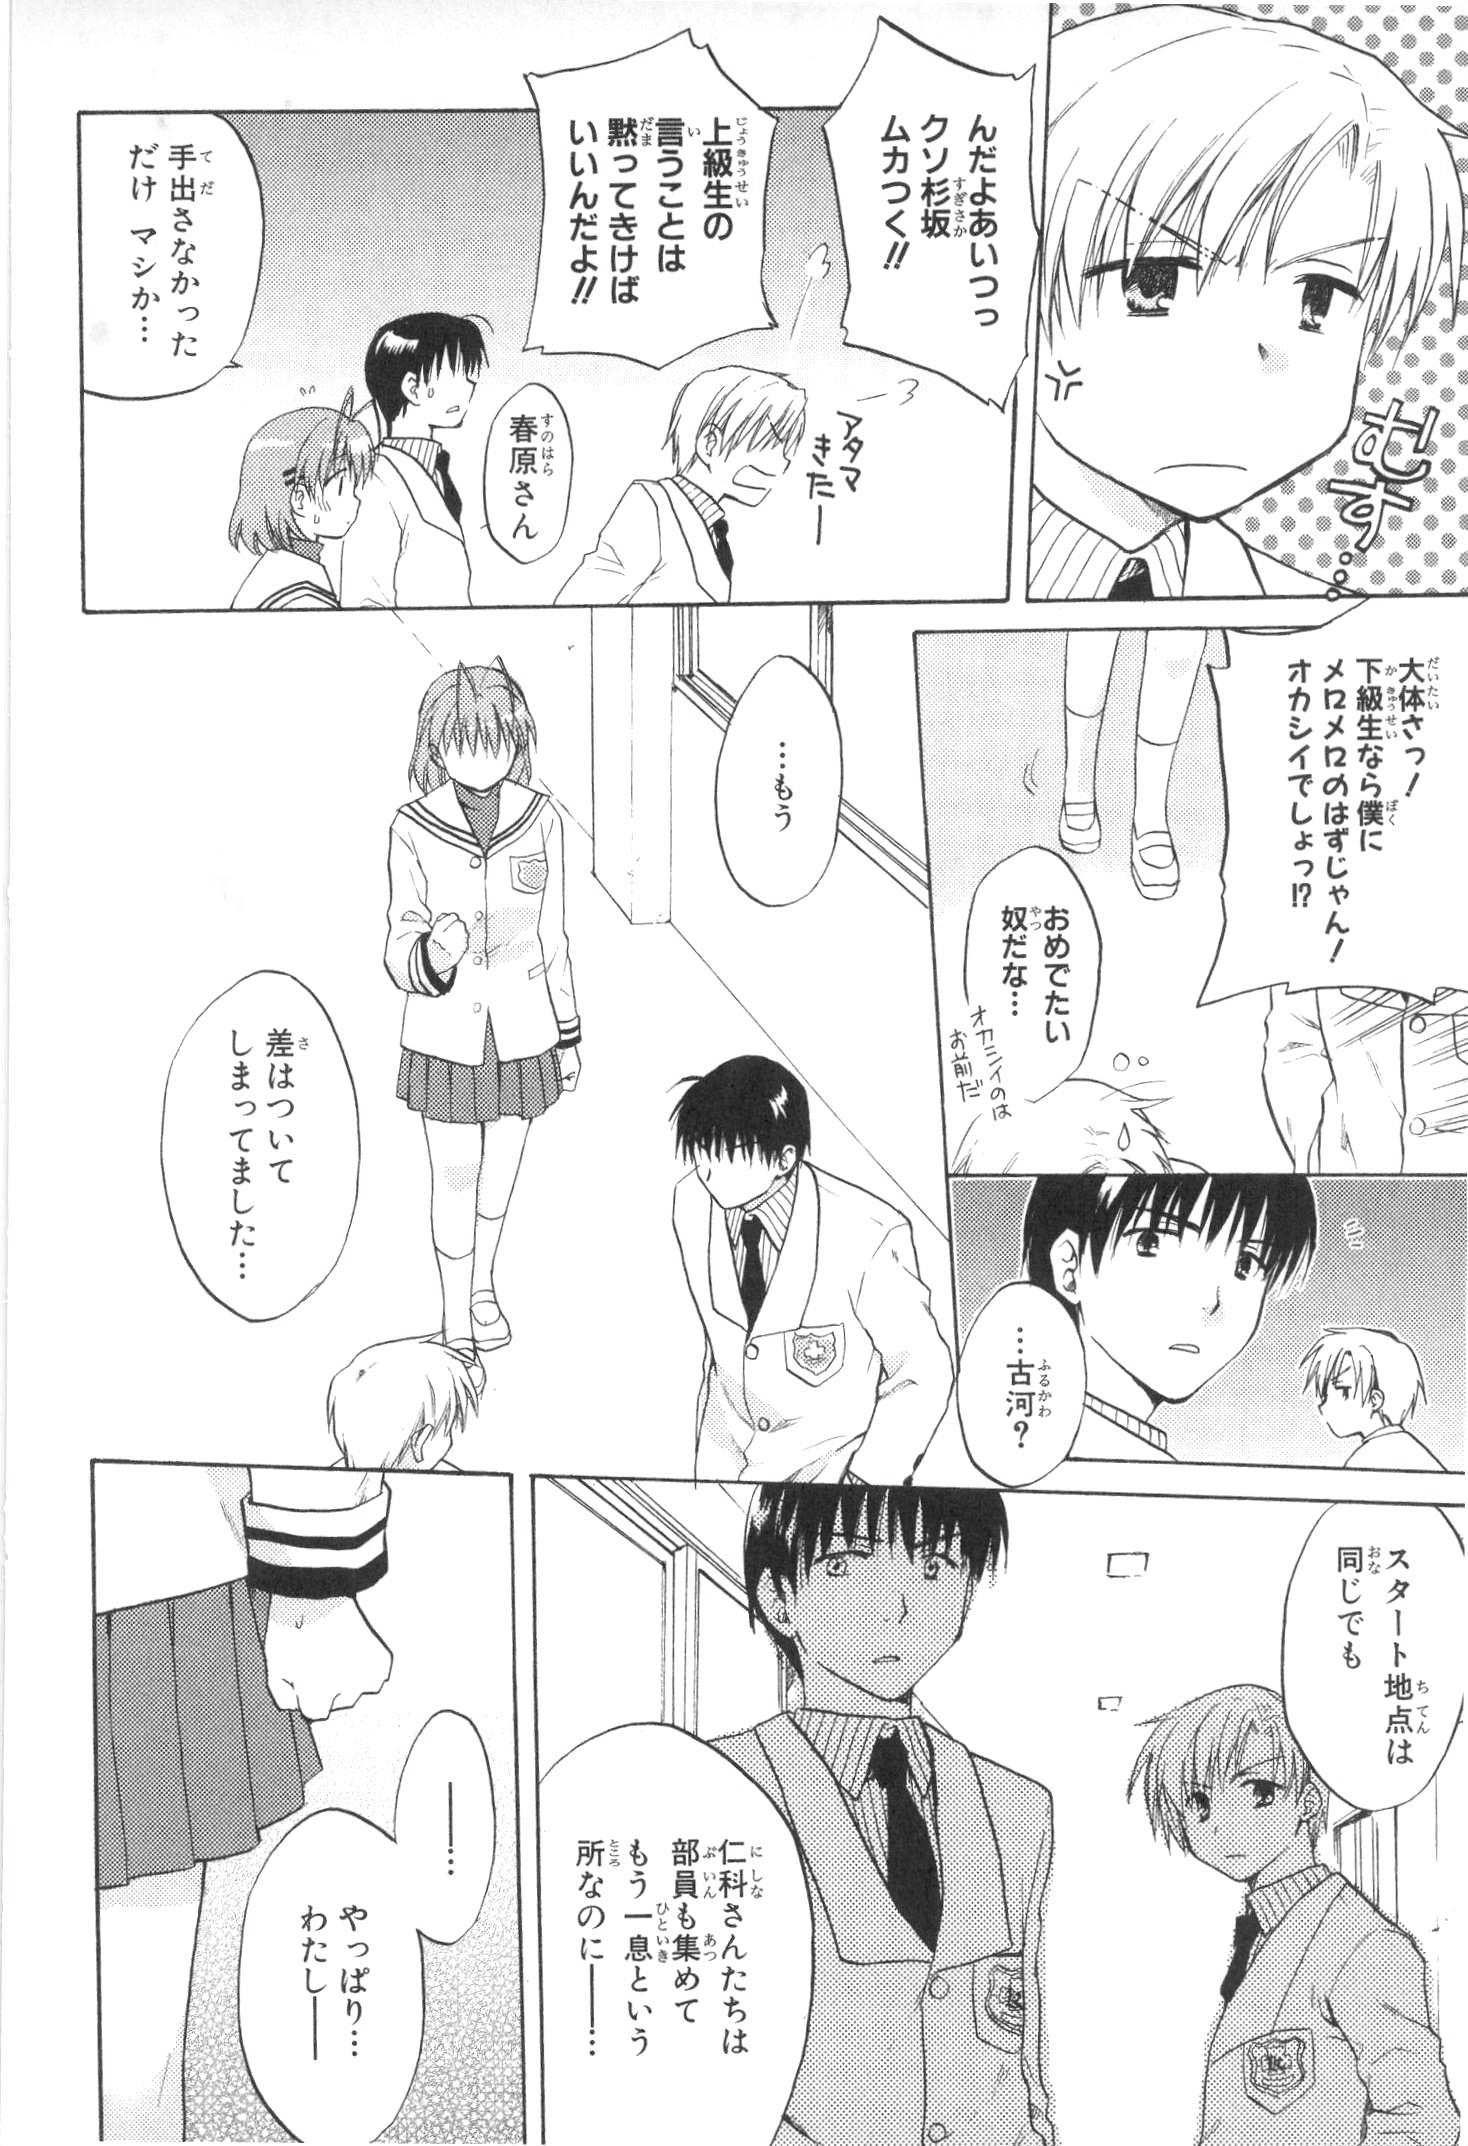 むす…
んだよあいつっ
クソ杉坂
ムカつく!!
上級生の
言うことは
黙ってきけば
いいんだよ!!
アタマ
きたー
春原さん
手出さなかった
だけ マシか…
大体さっ!
下級生なら僕に
メロメロのはずじゃん!
オカシイでしょっ!?
おめでたい
奴だな…
オカシイのは
お前だ
…古河?
…もう
差はついて
しまってました…
スタート地点は
同じでも
仁科さんたちは
部員も集めて
もう一息という
所なのに――…
――…
やっぱり…
わたし――